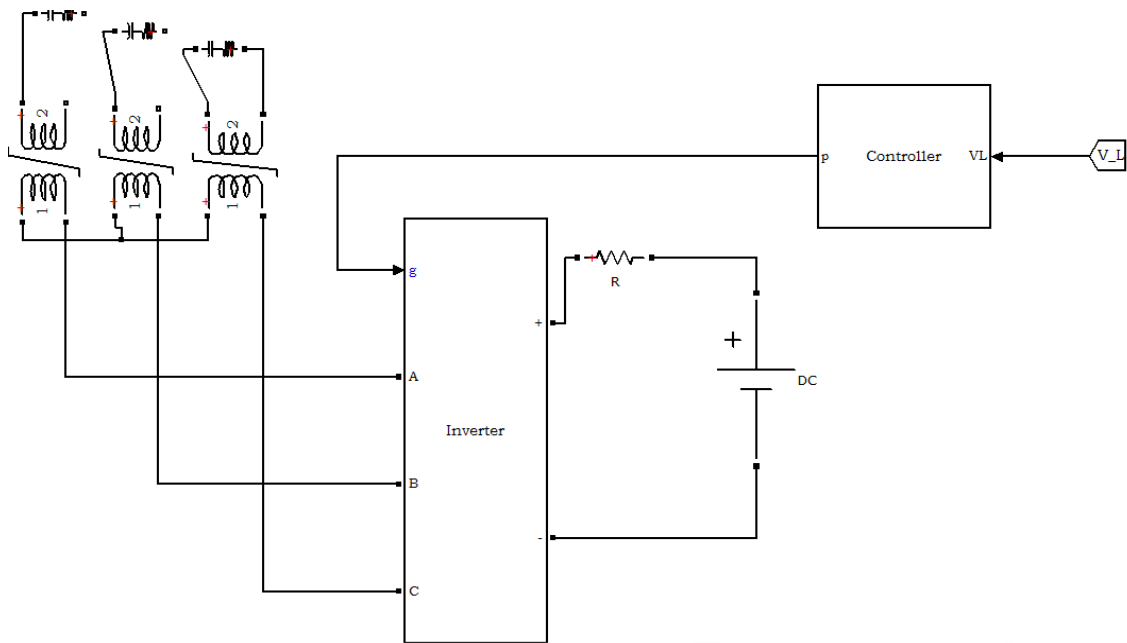 2
2
2
1
1
1
p
Controller
VL
V_L
g
R
+
+
A
DC
Inverter
B
-
C